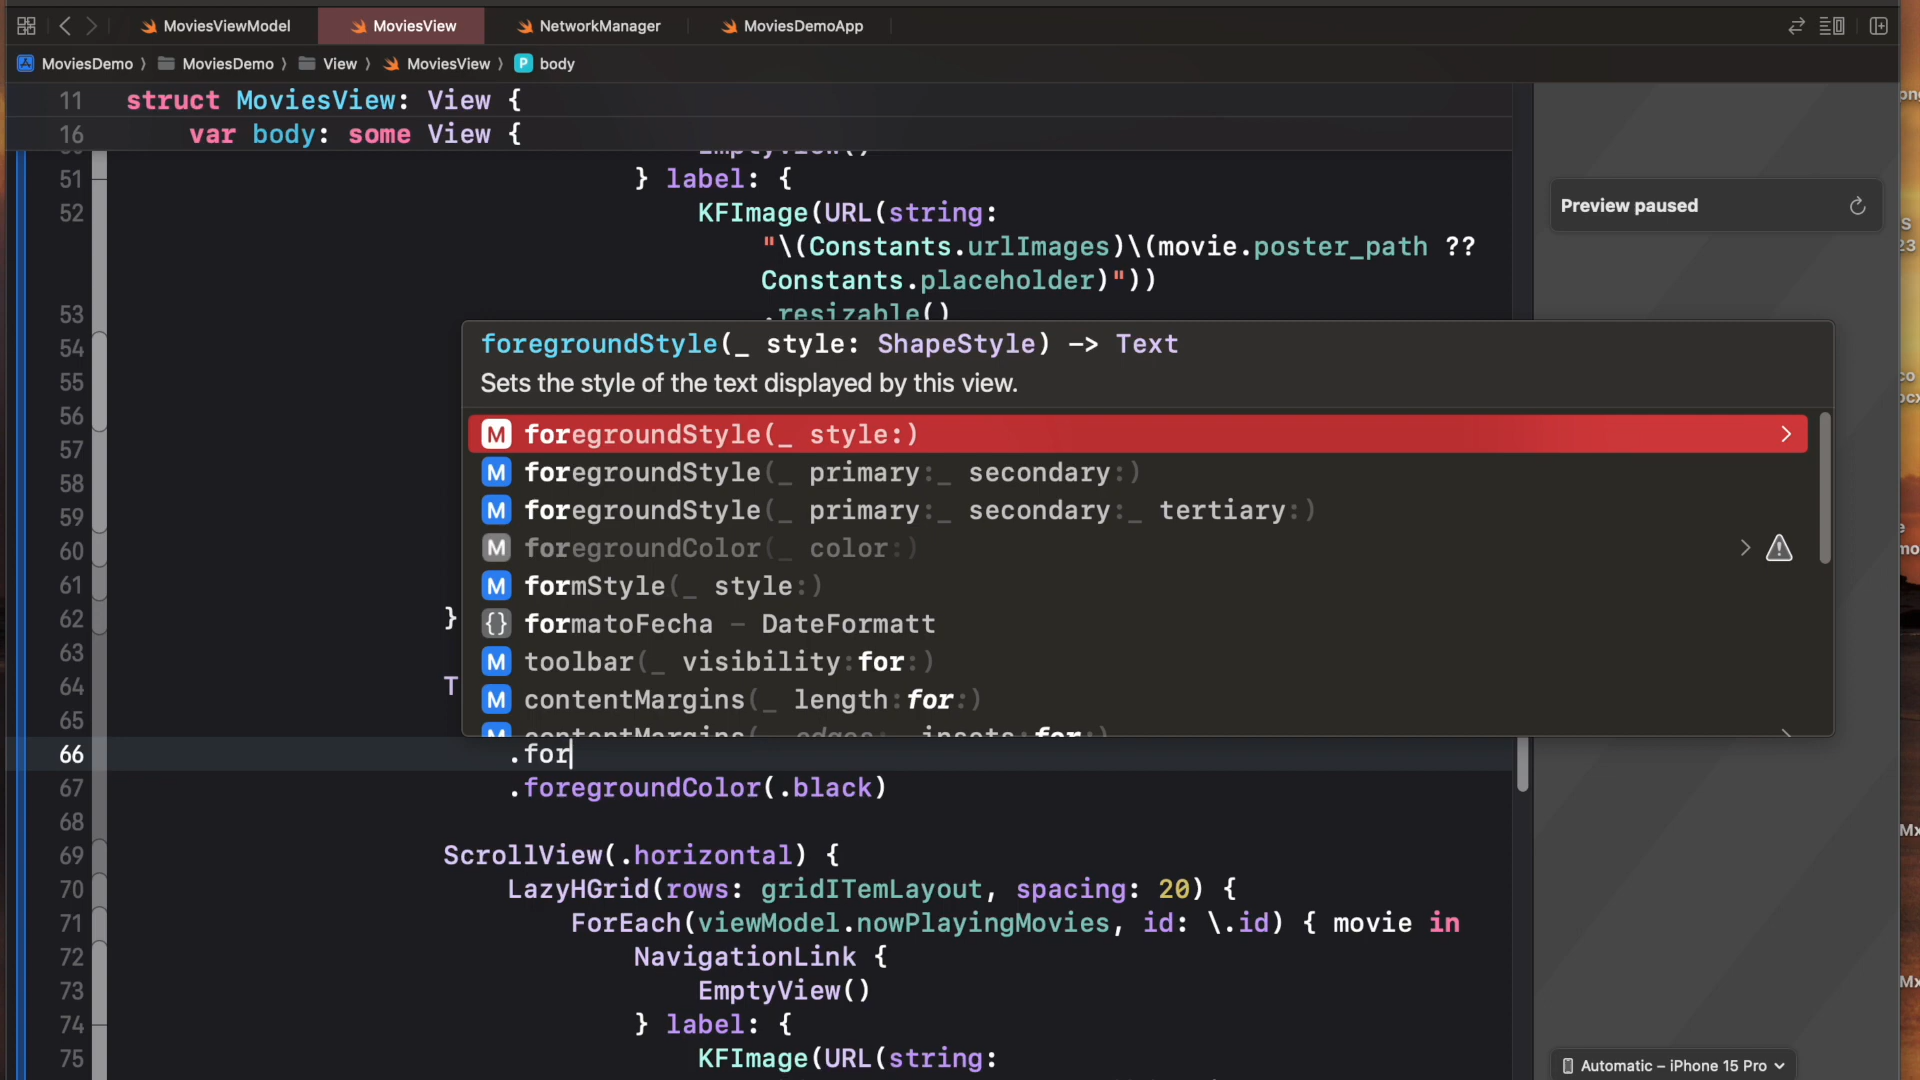 MoviesViewModel
MoviesView
NetworkManager
MoviesDemoApp
MoviesDemo 〉 MoviesDemo 〉 View 〉 MoviesView 〉 P body
11 struct MoviesView: View {
16 var body: some View {
51 } label: {
52 KFImage(URL(string:
"\(Constants.urlImages)\(movie.poster_path ??
Constants.placeholder)"))
53 .resizable()
foregroundStyle(_ style: ShapeStyle) -> Text
Sets the style of the text displayed by this view.
M foregroundStyle(_ style:)
M foregroundStyle(_ primary:_ secondary:)
M foregroundStyle(_ primary:_ secondary:_ tertiary:)
M foregroundColor(_ color:)
M formStyle(_ style:)
{} formatoFecha – DateFormatt
M toolbar(_ visibility:for:)
M contentMargins(_ length:for:)
M contentMargins(_ edges:_ insets:for:)
54
55
56
57
58
59
60
61
62 }
63
64 T
65
66 .for
67 .foregroundColor(.black)
68
69 ScrollView(.horizontal) {
70 LazyHGrid(rows: gridITemLayout, spacing: 20) {
71 ForEach(viewModel.nowPlayingMovies, id: \.id) { movie in
72 NavigationLink {
73 EmptyView()
74 } label: {
75 KFImage(URL(string:
Preview paused
Automatic – iPhone 15 Pro